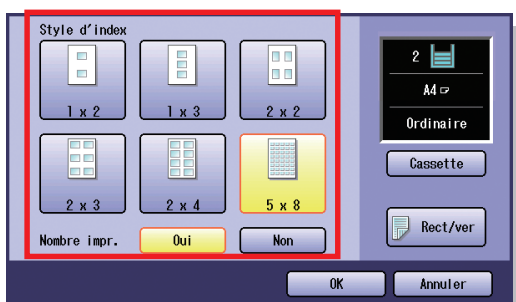 Style d'index
1 x 2
1 x 3
2 x 2
2 x 3
2 x 4
5 x 8
Nombre impr.
Oui
Non
2
A4
Ordinaire
Cassette
Rect/ver
OK
Annuler